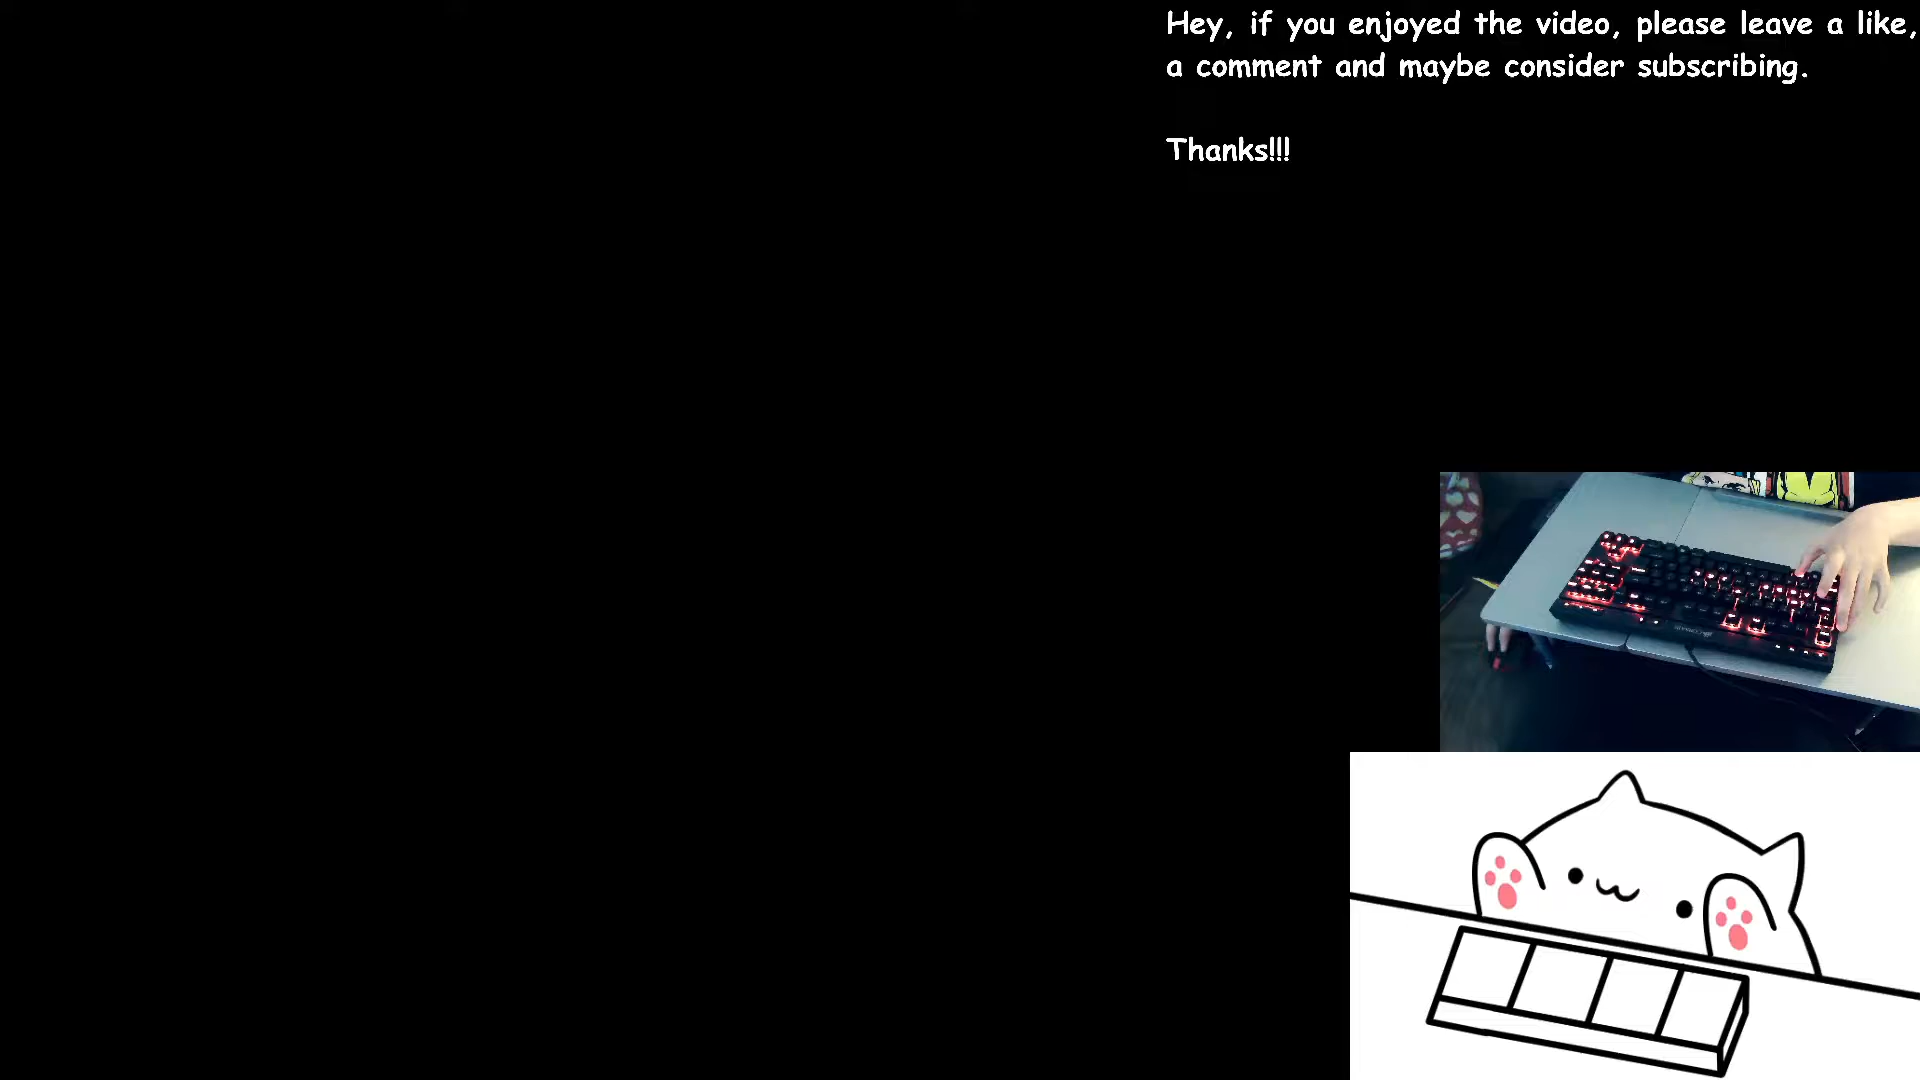 Hey, if you enjoyed the video, please leave a like,
a comment and maybe consider subscribing.
Thanks!!!